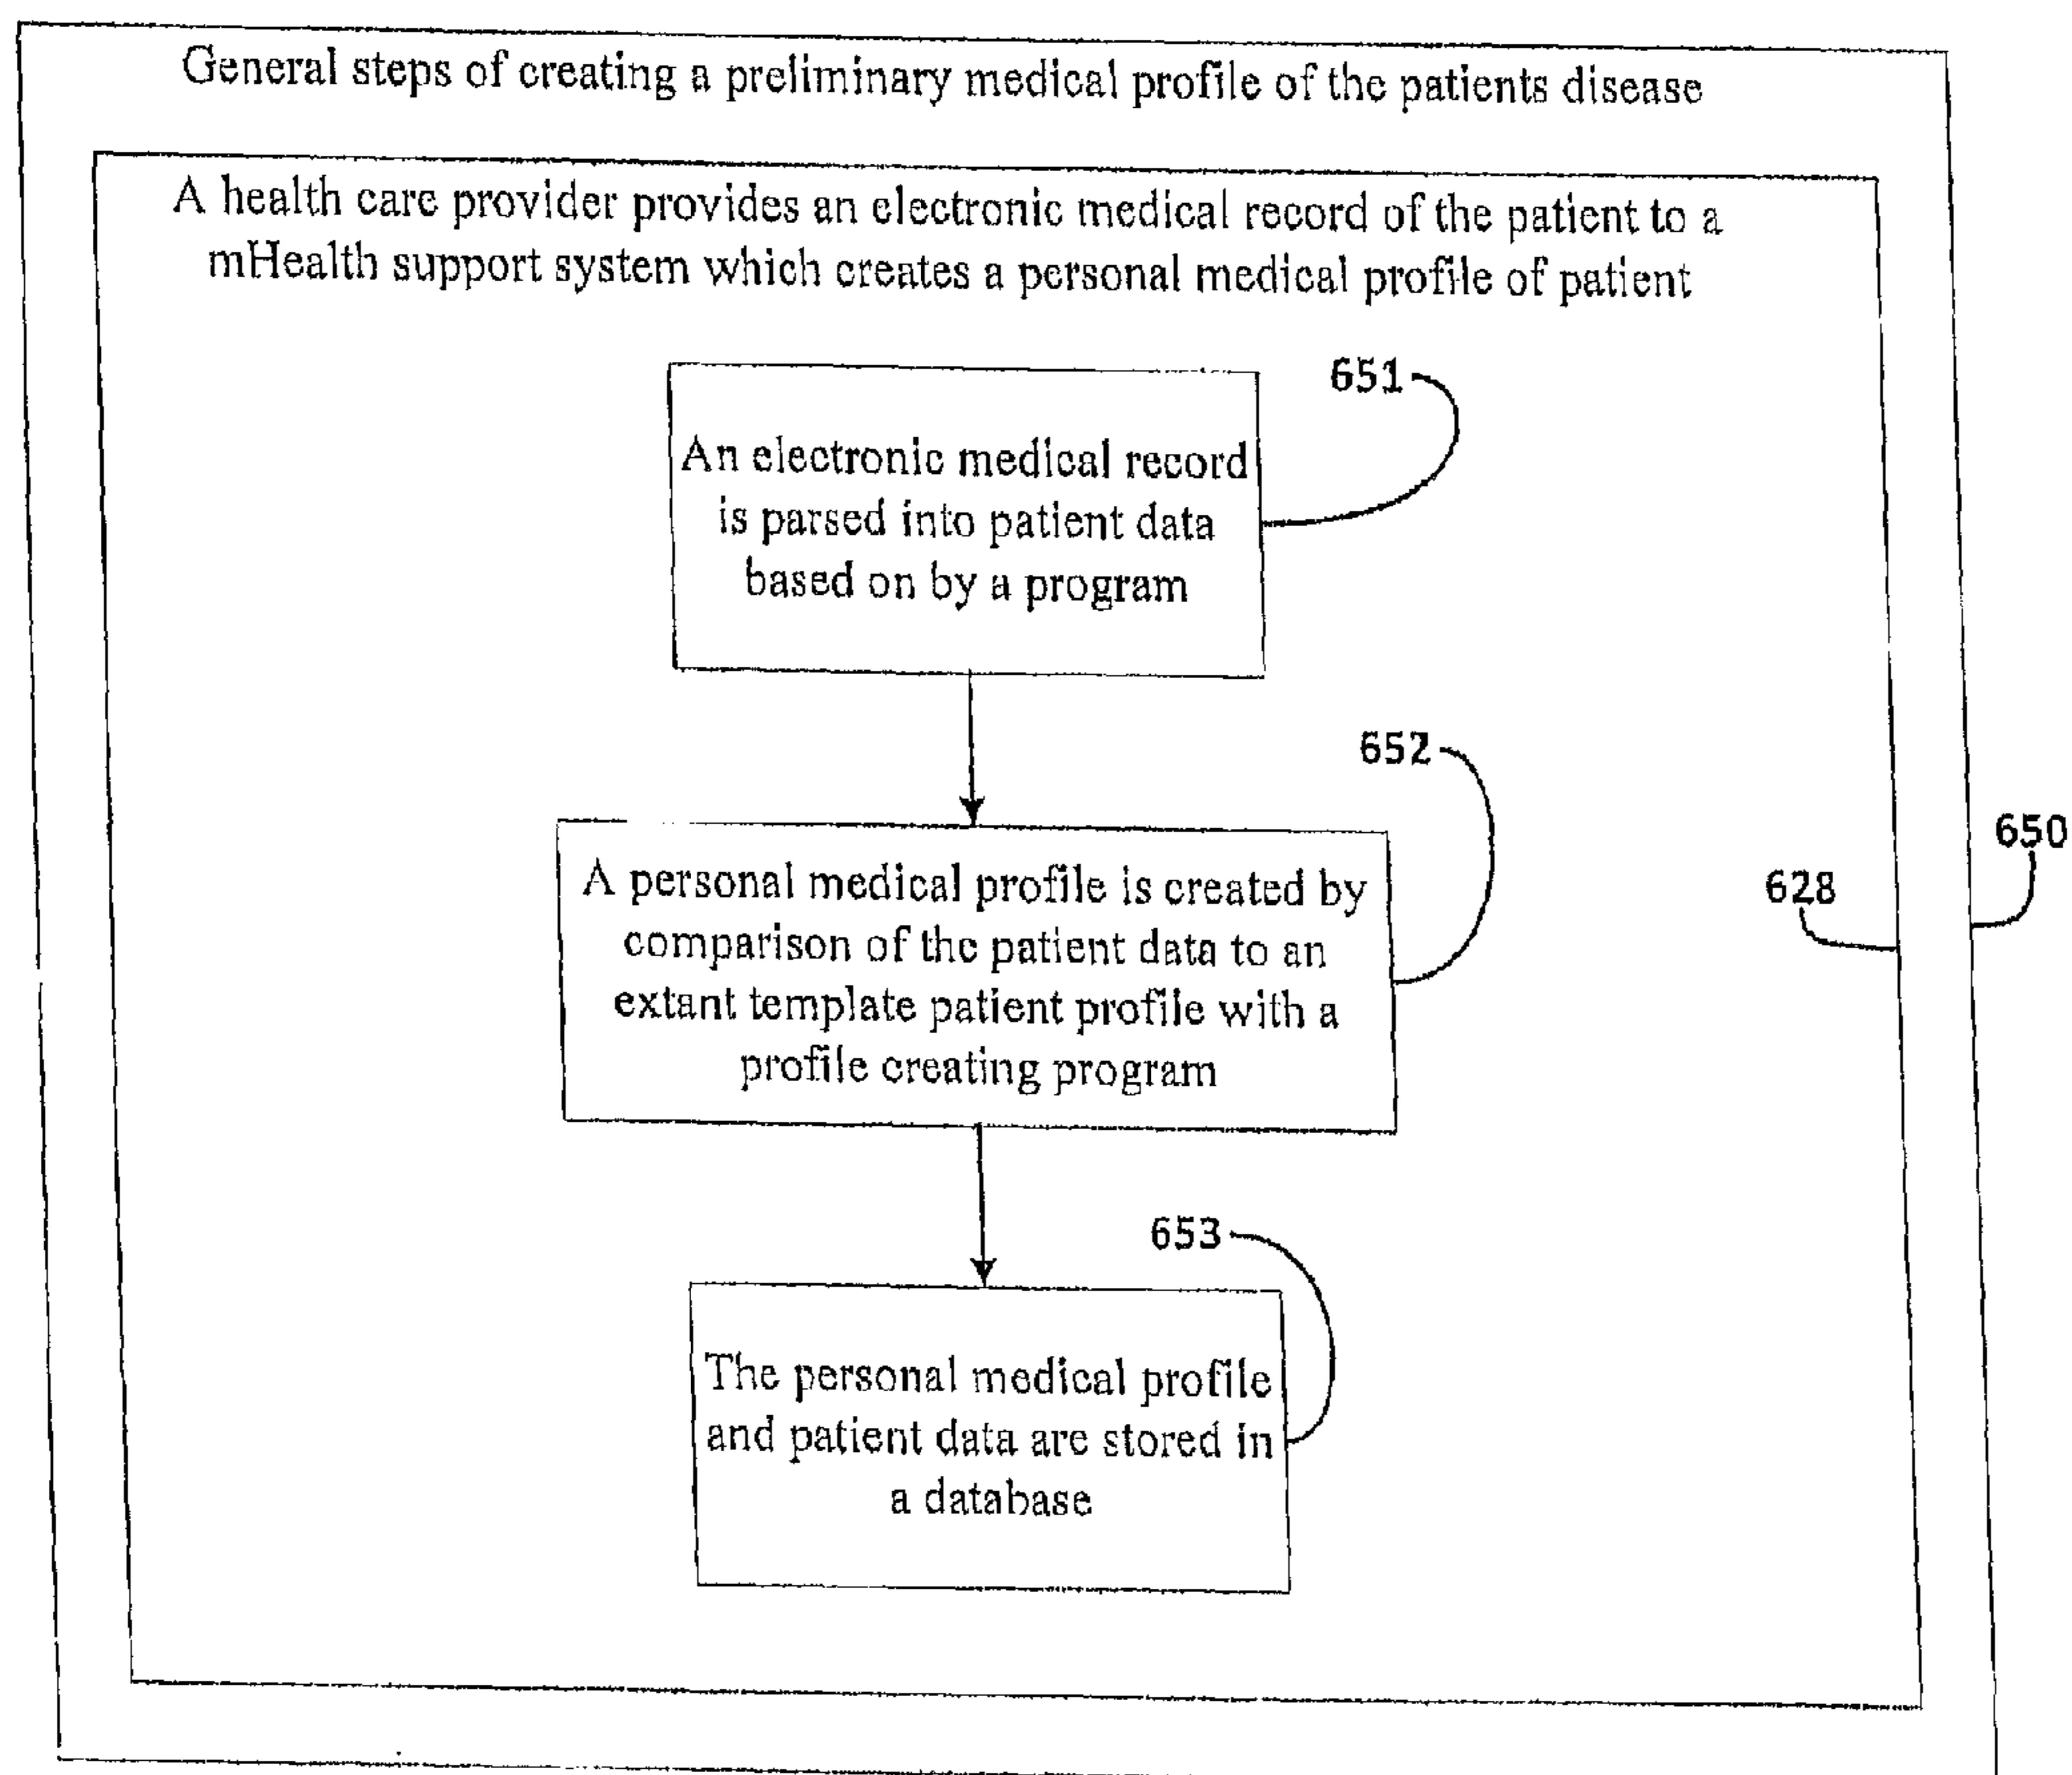 General steps of creating a preliminary medical profile of the patients disease
A health care provider provides an electronic medical record of the patient to a
mHealth support system which creates a personal medical profile of patient
651
An electronic medical record
is parsed into patient data
based on by a program
652
A personal medical profile is created by
comparison of the patient data to an
extant template patient profile with a
profile creating program
650
628
653
The personal medical profile
and patient data are stored in
a database